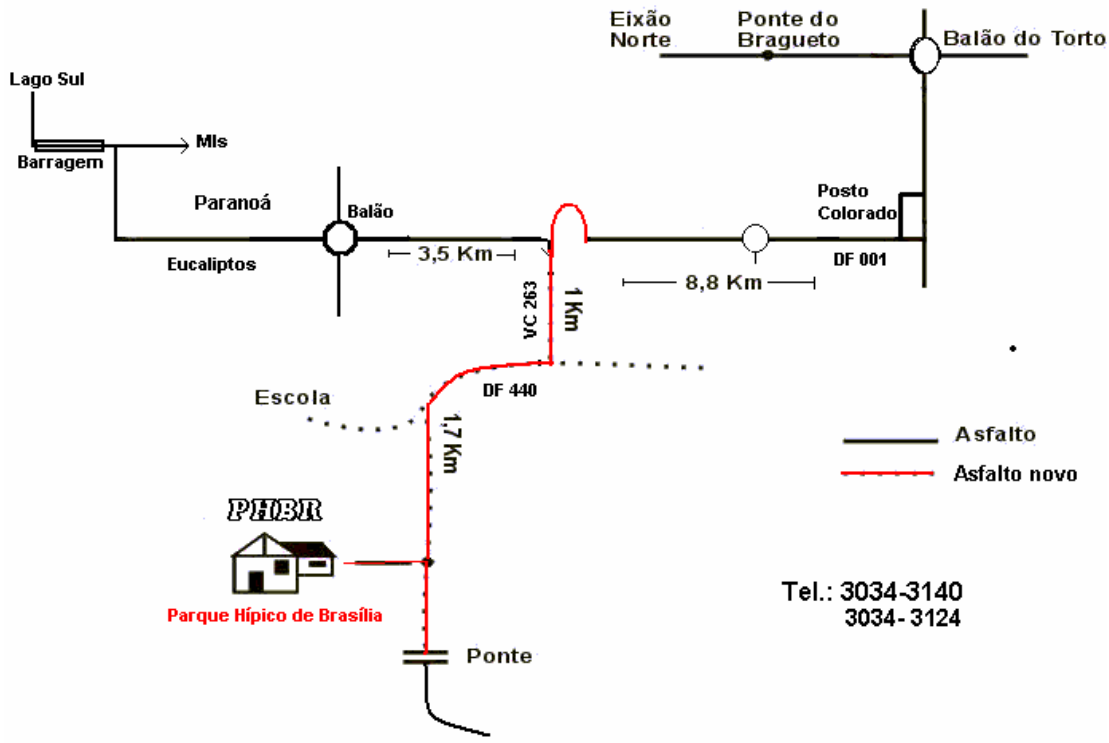 Eixão
Norte
Ponte do
Bragueto
Balão do Torto
Lago Sul
Barragem
Mls
Paranoá
Balão
Eucaliptos
3,5 Km
Posto
Colorado
DF 001
8,8 Km
VC 263
1 Km
DF 440
Escola
1,7 Km
Asfalto
Asfalto novo
PHBR
Parque Hípico de Brasília
Tel.: 3034-3140
3034- 3124
Ponte